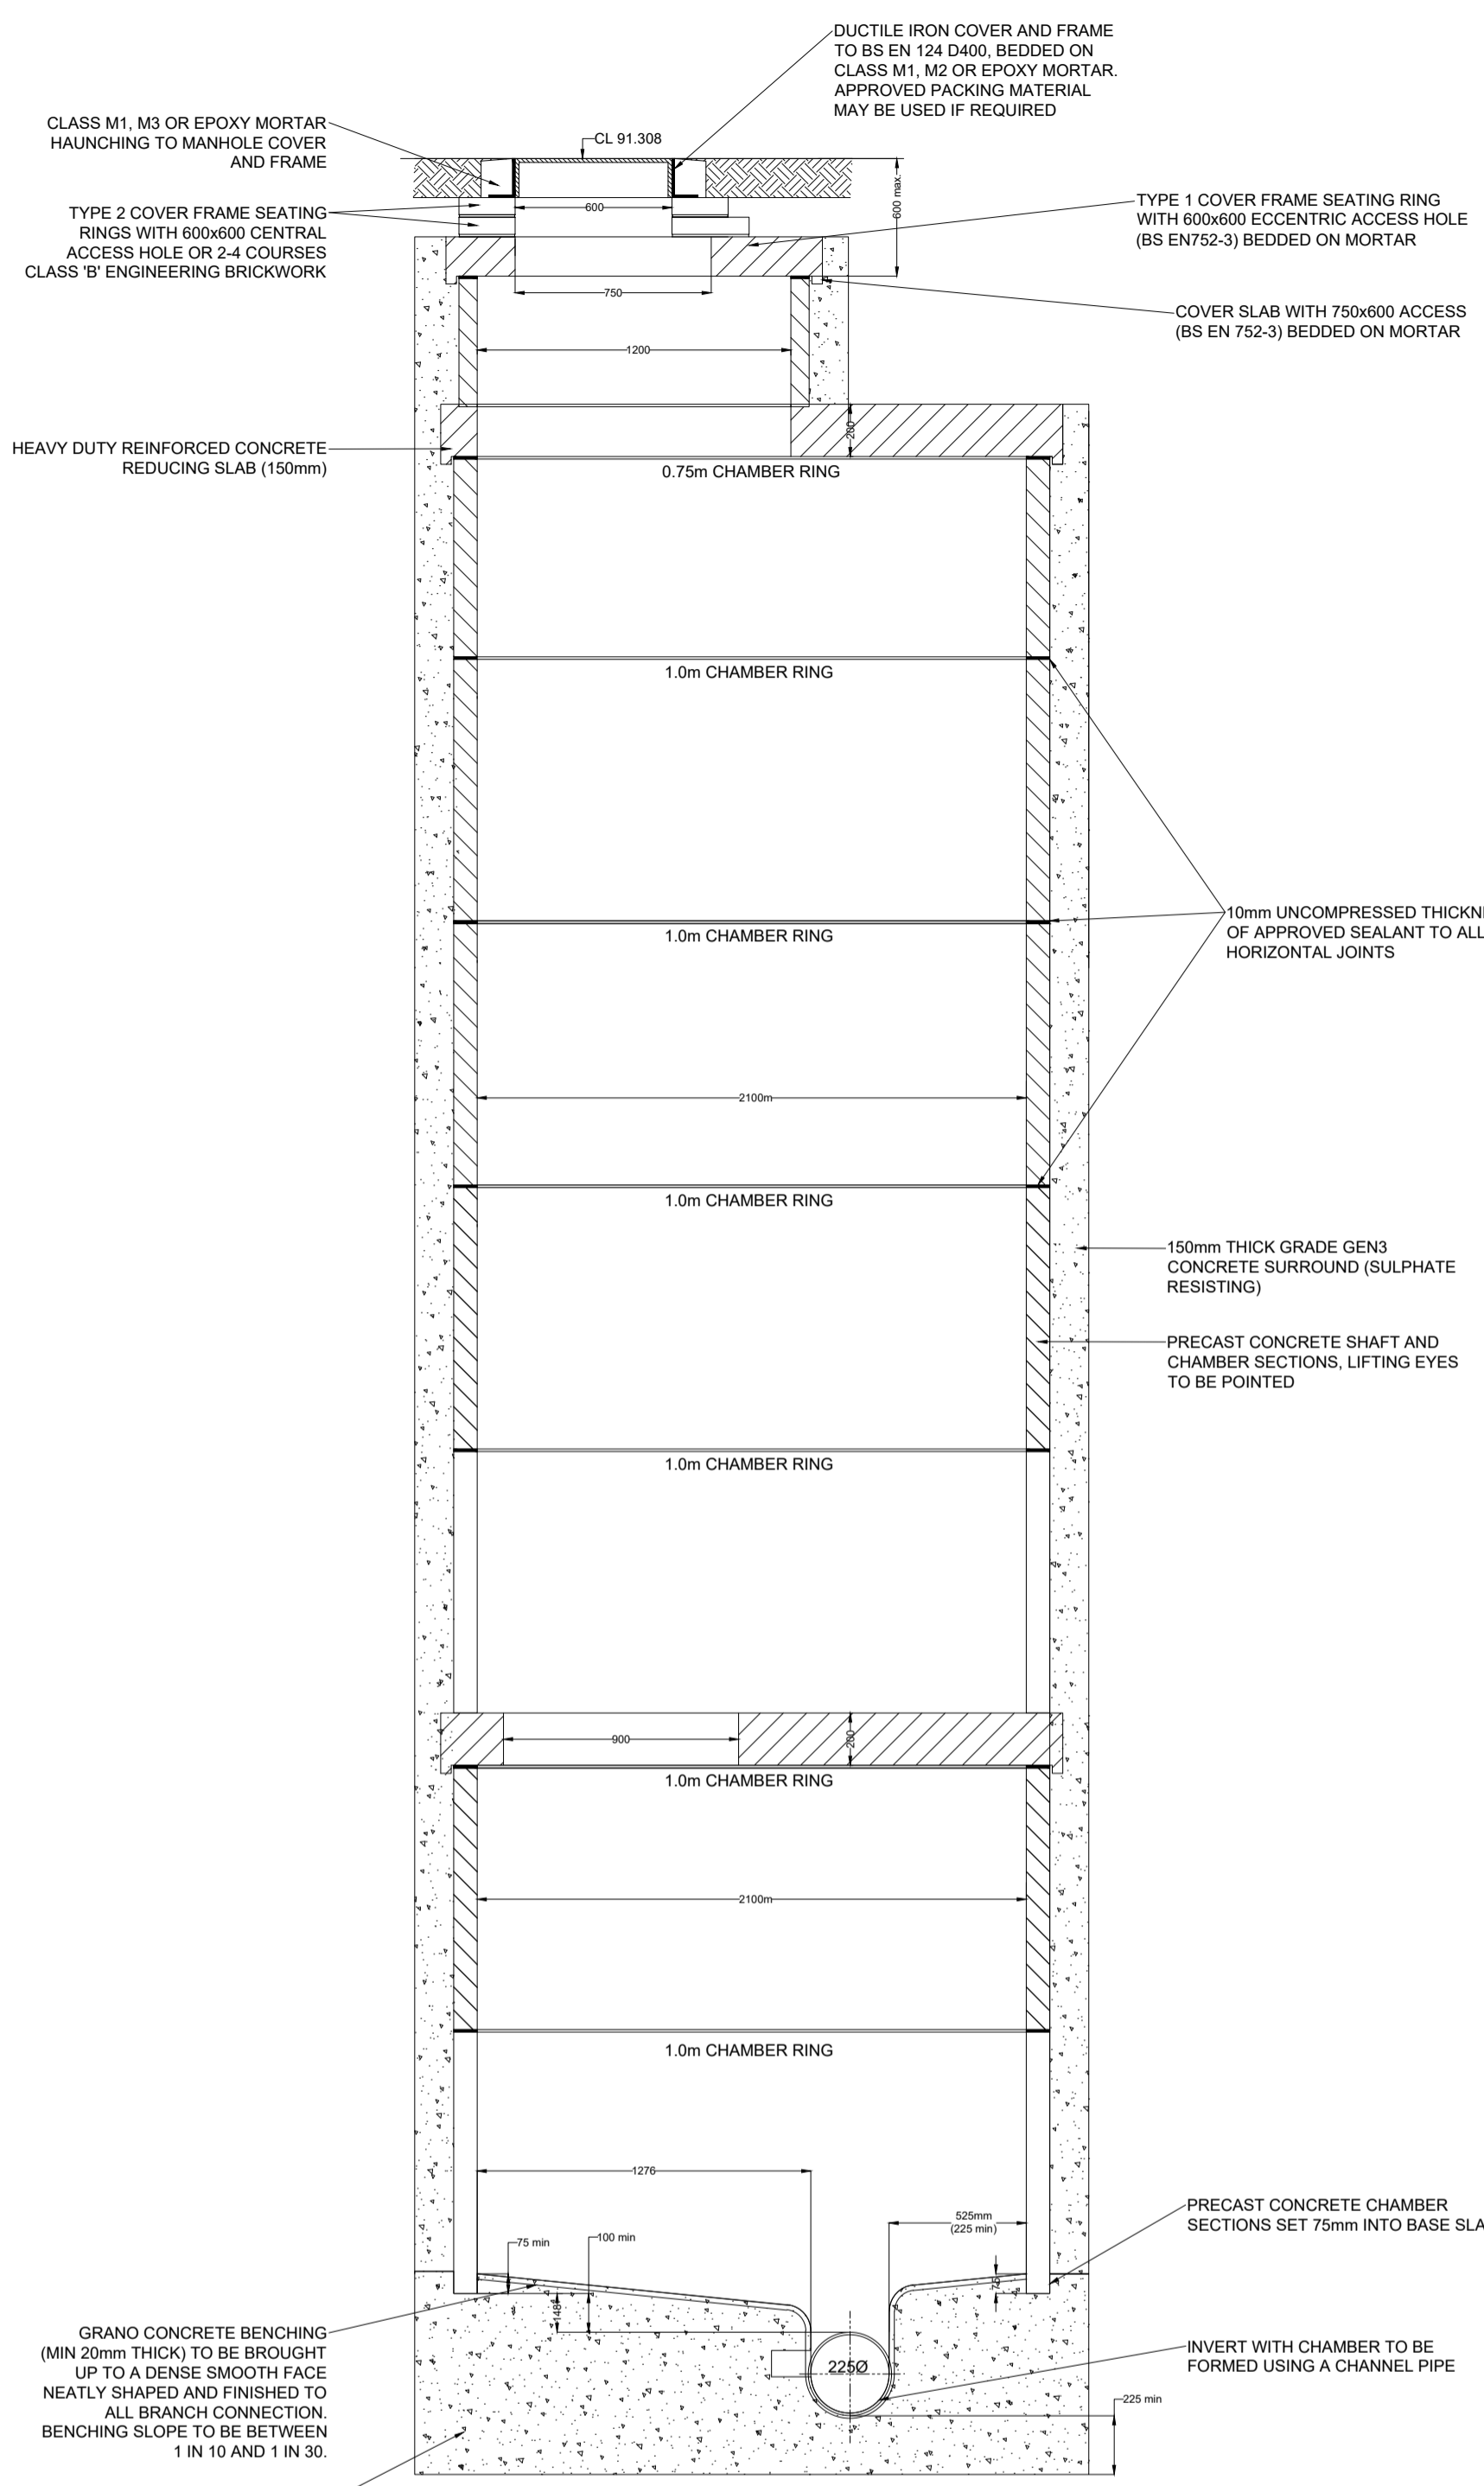 DUCTILE IRON COVER AND FRAME
TO BS EN 124 D400, BEDDED ON
CLASS M1, M2 OR EPOXY MORTAR.
APPROVED PACKING MATERIAL
MAY BE USED IF REQUIRED
CLASS M1, M3 OR EPOXY MORTAR
HAUNCHING TO MANHOLE COVER
AND FRAME
CL 91.308
600 max.
TYPE 2 COVER FRAME SEATING
RINGS WITH 600x600 CENTRAL
ACCESS HOLE OR 2-4 COURSES
CLASS 'B' ENGINEERING BRICKWORK
600
TYPE 1 COVER FRAME SEATING RING
WITH 600x600 ECCENTRIC ACCESS HOLE
(BS EN752-3) BEDDED ON MORTAR
750
COVER SLAB WITH 750x600 ACCESS
(BS EN 752-3) BEDDED ON MORTAR
1200
HEAVY DUTY REINFORCED CONCRETE
REDUCING SLAB (150mm)
200
0.75m CHAMBER RING
1.0m CHAMBER RING
10mm UNCOMPRESSED THICKN
OF APPROVED SEALANT TO ALL
HORIZONTAL JOINTS
1.0m CHAMBER RING
2100m
1.0m CHAMBER RING
150mm THICK GRADE GEN3
CONCRETE SURROUND (SULPHATE
RESISTING)
PRECAST CONCRETE SHAFT AND
CHAMBER SECTIONS, LIFTING EYES
TO BE POINTED
1.0m CHAMBER RING
900
200
1.0m CHAMBER RING
2100m
1.0m CHAMBER RING
1276
525mm
(225 min)
PRECAST CONCRETE CHAMBER
SECTIONS SET 75mm INTO BASE SLA
75 min
100 min
148
75
GRANO CONCRETE BENCHING
(MIN 20mm THICK) TO BE BROUGHT
UP TO A DENSE SMOOTH FACE
NEATLY SHAPED AND FINISHED TO
ALL BRANCH CONNECTION.
BENCHING SLOPE TO BE BETWEEN
1 IN 10 AND 1 IN 30.
225Ø
INVERT WITH CHAMBER TO BE
FORMED USING A CHANNEL PIPE
225 min